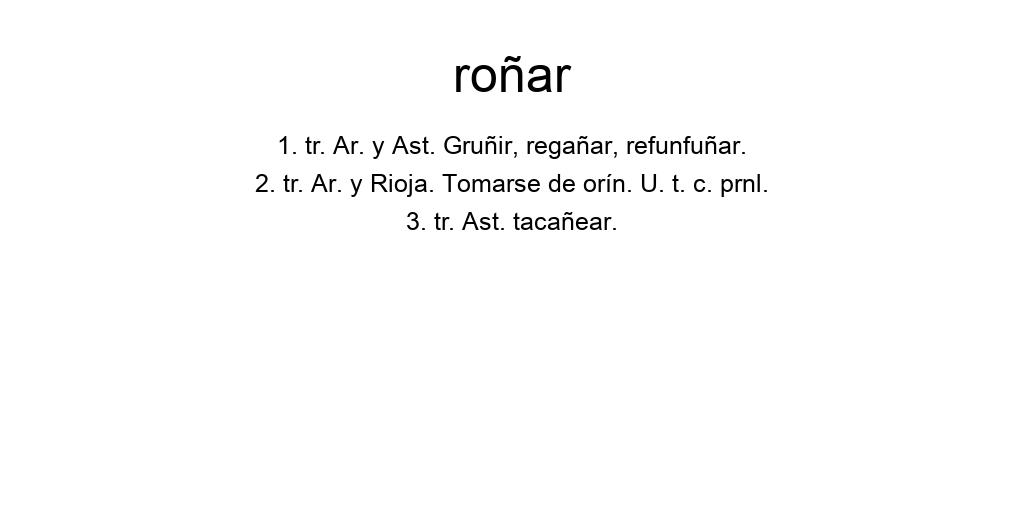 roñar
1. tr. Ar. y Ast. Gruñir, regañar, refunfuñar.
2. tr. Ar. y Rioja. Tomarse de orín. U. t. c. prnl.
3. tr. Ast. tacañear.